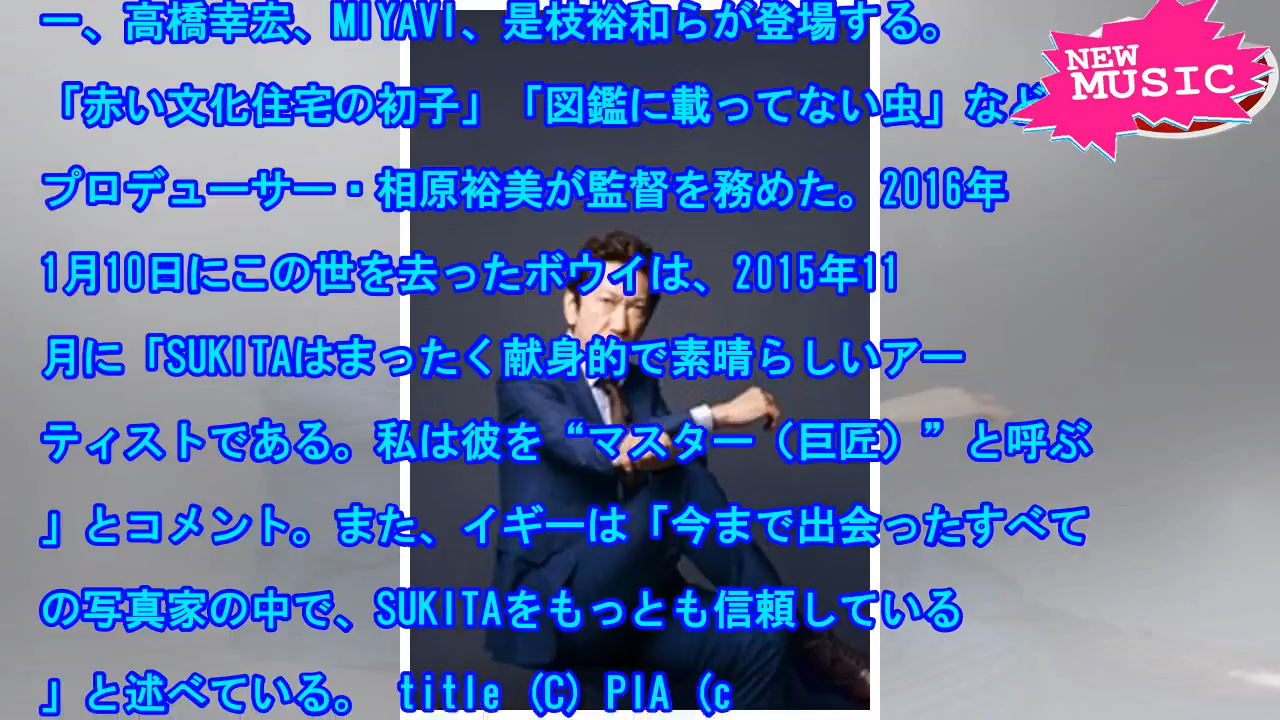 一、高橋幸宏、MIYAVI、是枝裕和らが登場する。
「赤い文化住宅の初子」「図鑑に載ってない虫」など
プロデューサー・相原裕美が監督を務めた。2016年
1月10日にこの世を去ったボウイは、2015年11
月に「SUKITAはまったく献身的で素晴らしいアー
ティストである。私は彼を“マスター（巨匠）”と呼ぶ
」とコメント。また、イギーは「今まで出会ったすべて
の写真家の中で、SUKITAをもっとも信頼している
」と述べている。 title (C) PIA (c
NEW
MUSIC